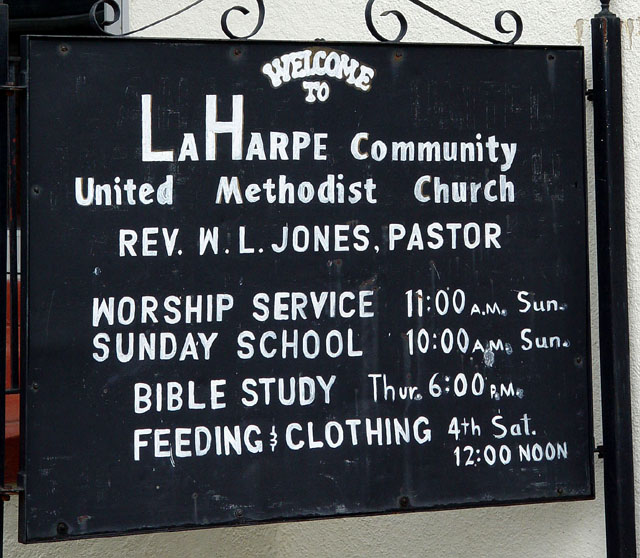 WELCOME
TO
LAHARPE Community
United Methodist Church
REV. W. L. JONES, PASTOR
WORSHIP SERVICE 11:00 A.M. Sun.
SUNDAY SCHOOL 10:00 A.M. Sun.
BIBLE STUDY Thur. 6:00 P.M.
FEEDING & CLOTHING 4th Sat.
12:00 NOON